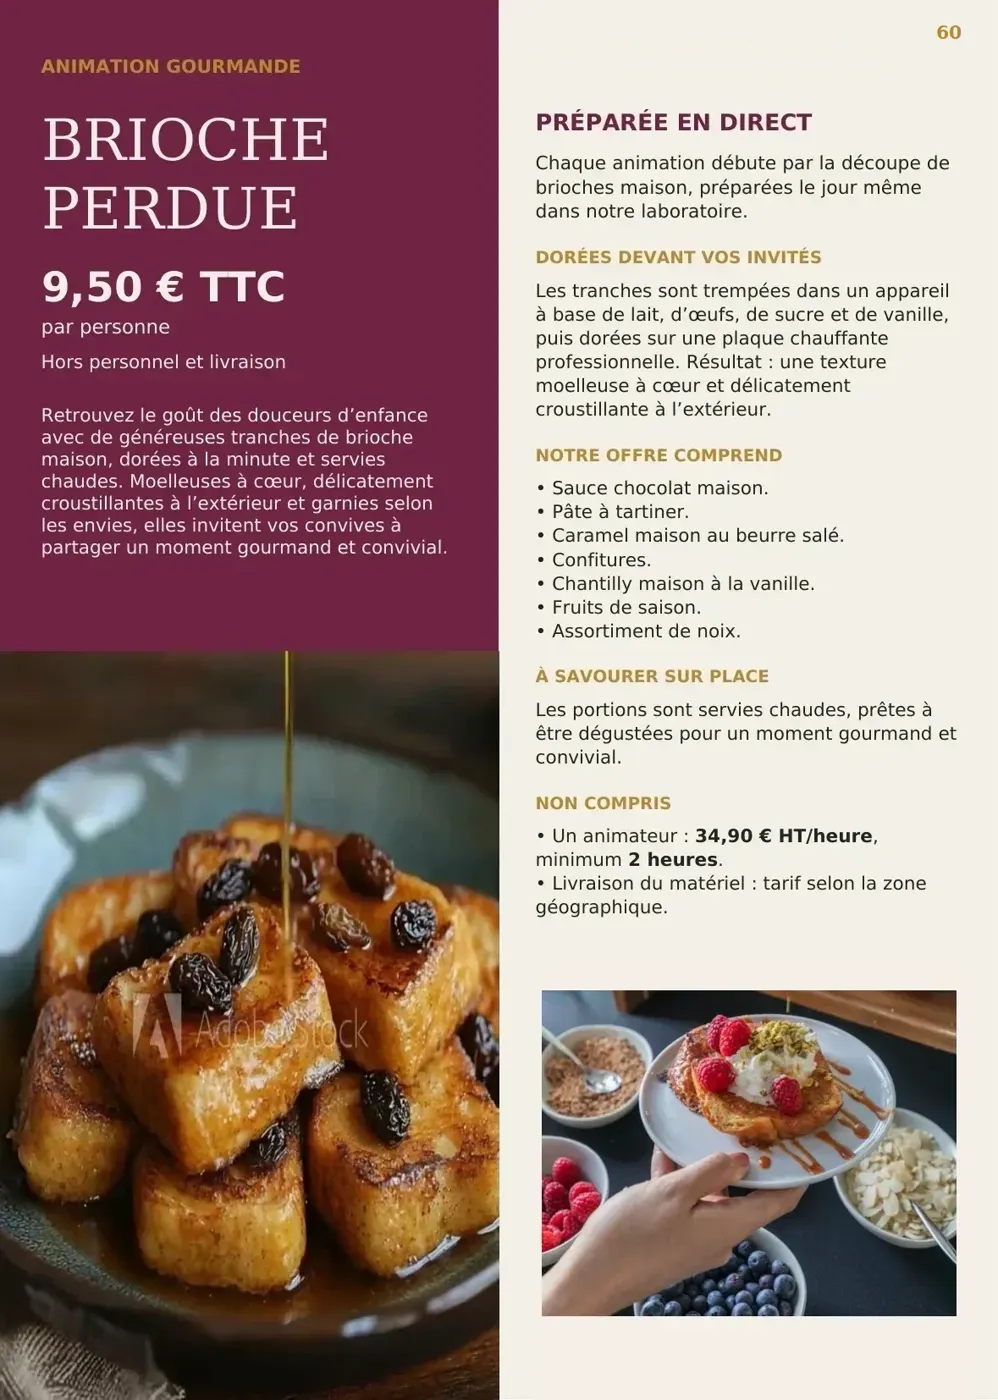 60
ANIMATION GOURMANDE
BRIOCHE
PERDUE
9,50 € TTC
par personne
Hors personnel et livraison
Retrouvez le goût des douceurs d’enfance
avec de généreuses tranches de brioche
maison, dorées à la minute et servies
chaudes. Moelleuses à cœur, délicatement
croustillantes à l’extérieur et garnies selon
les envies, elles invitent vos convives à
partager un moment gourmand et convivial.
Adobe Stock
PRÉPARÉE EN DIRECT
Chaque animation débute par la découpe de
brioches maison, préparées le jour même
dans notre laboratoire.
DORÉES DEVANT VOS INVITÉS
Les tranches sont trempées dans un appareil
à base de lait, d’œufs, de sucre et de vanille,
puis dorées sur une plaque chauffante
professionnelle. Résultat : une texture
moelleuse à cœur et délicatement
croustillante à l’extérieur.
NOTRE OFFRE COMPREND
• Sauce chocolat maison.
• Pâte à tartiner.
• Caramel maison au beurre salé.
• Confitures.
• Chantilly maison à la vanille.
• Fruits de saison.
• Assortiment de noix.
À SAVOURER SUR PLACE
Les portions sont servies chaudes, prêtes à
être dégustées pour un moment gourmand et
convivial.
NON COMPRIS
• Un animateur : 34,90 € HT/heure,
minimum 2 heures.
• Livraison du matériel : tarif selon la zone
géographique.